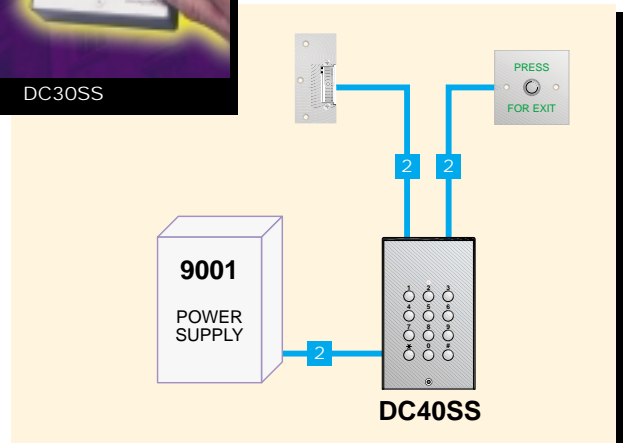 DC30SS
PRESS
FOR EXIT
2 2
9001
POWER
SUPPLY
2
1 2 3
4 5 6
7 8 9
* 0 #
DC40SS